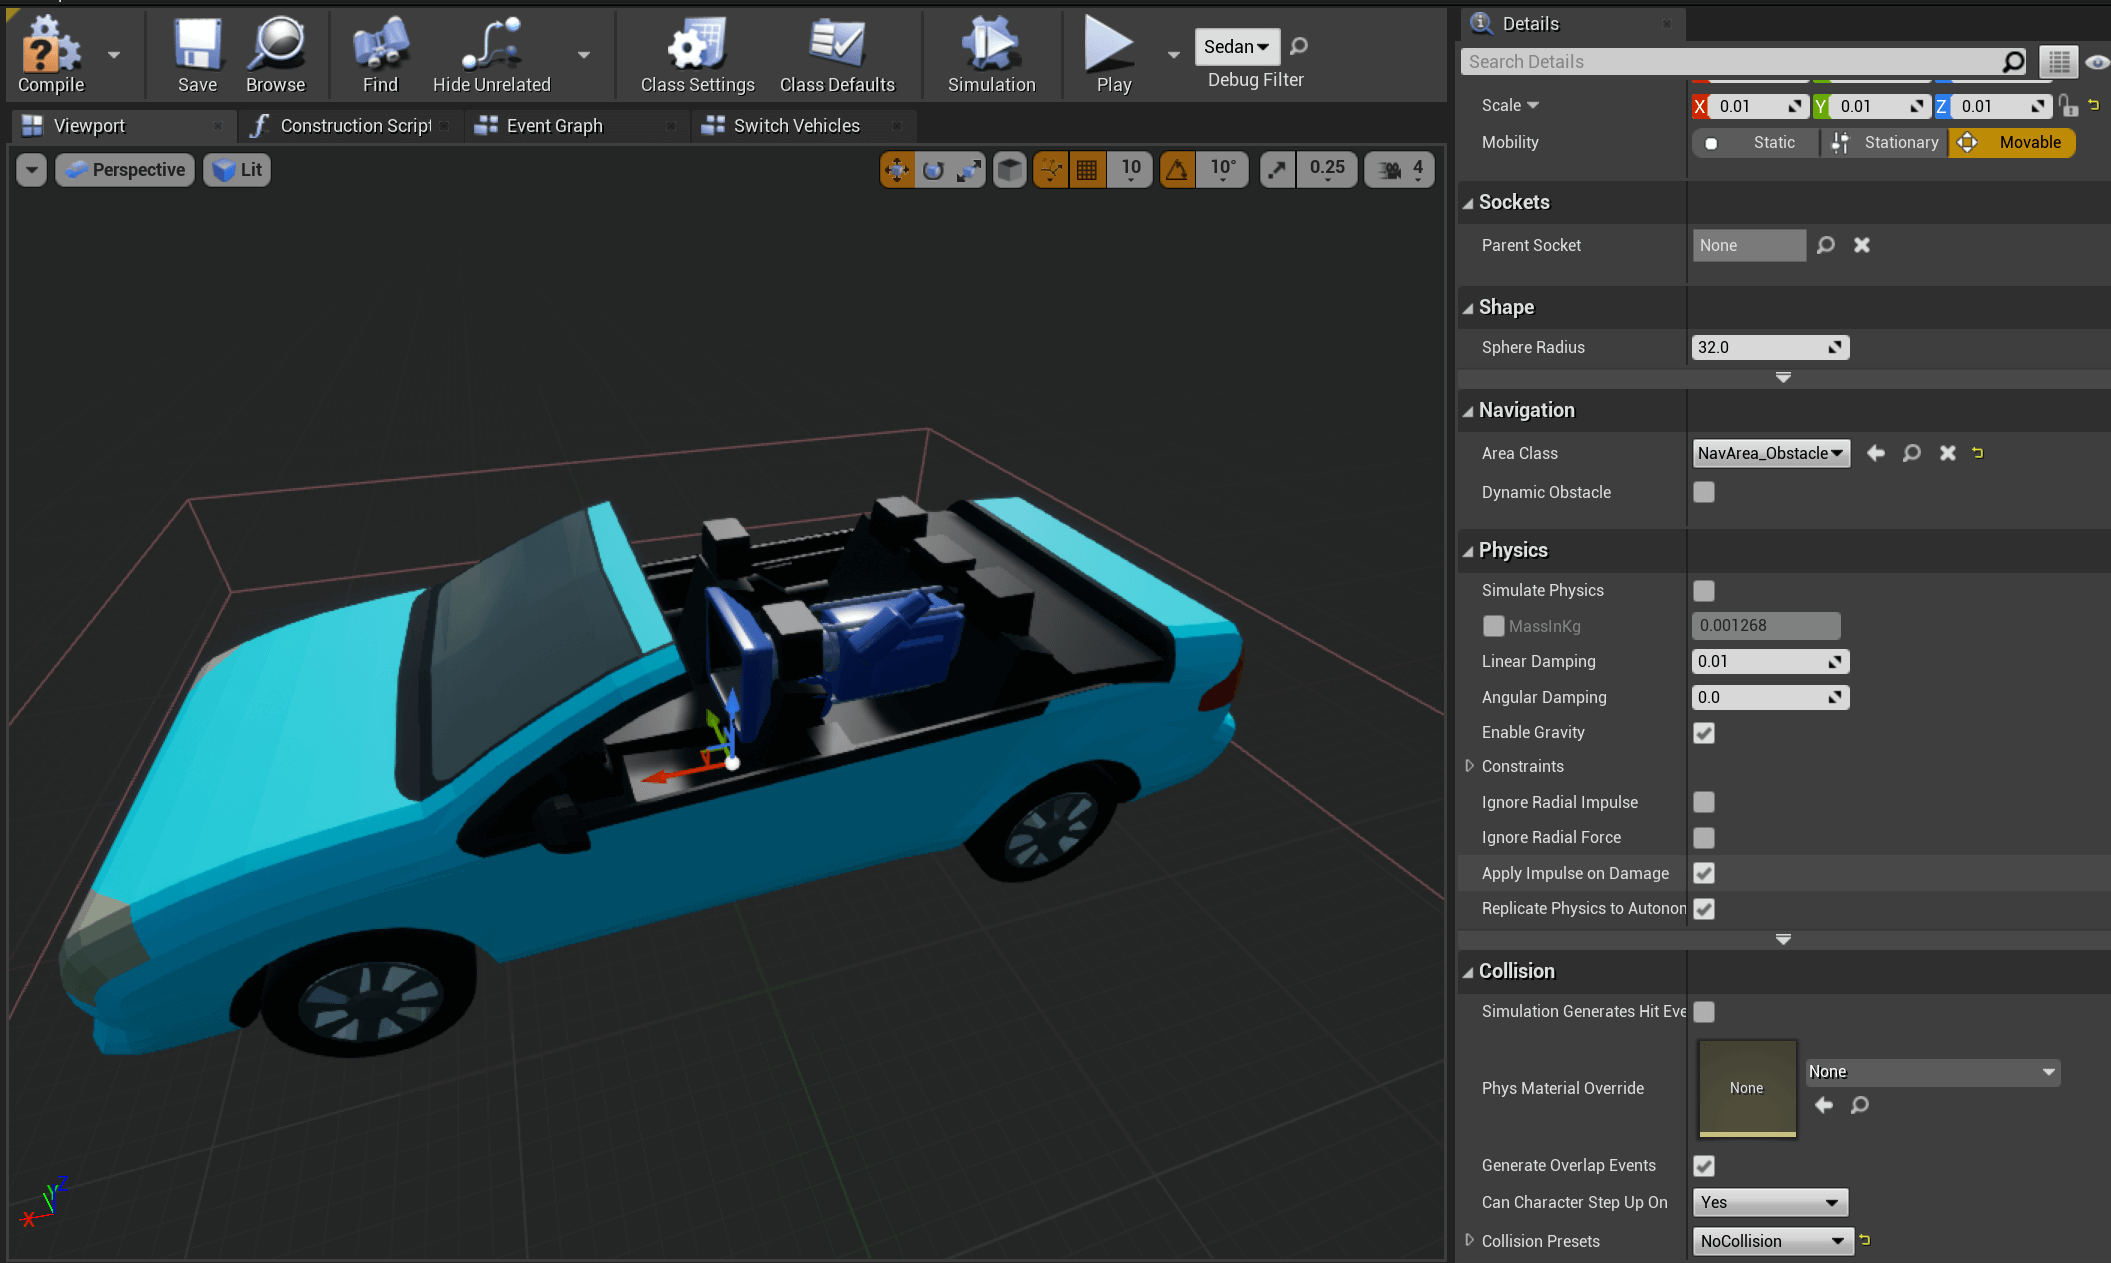 Compile
Save
Browse
Find
Hide Unrelated
Class Settings
Class Defaults
Simulation
Play
Sedan
Debug Filter
Viewport
Construction Script
Event Graph
Switch Vehicles
Perspective
Lit
10
10°
0.25
4
X
Y
Z
Details
Search Details
Scale X 0.01 Y 0.01 Z 0.01
Mobility Static Stationary Movable
Sockets
Parent Socket None
Shape
Sphere Radius 32.0
Navigation
Area Class NavArea_Obstacle
Dynamic Obstacle
Physics
Simulate Physics
MassInKg 0.001268
Linear Damping 0.01
Angular Damping 0.0
Enable Gravity
Constraints
Ignore Radial Impulse
Ignore Radial Force
Apply Impulse on Damage
Replicate Physics to Autonon
Collision
Simulation Generates Hit Eve
Phys Material Override None None
Generate Overlap Events
Can Character Step Up On Yes
Collision Presets NoCollision